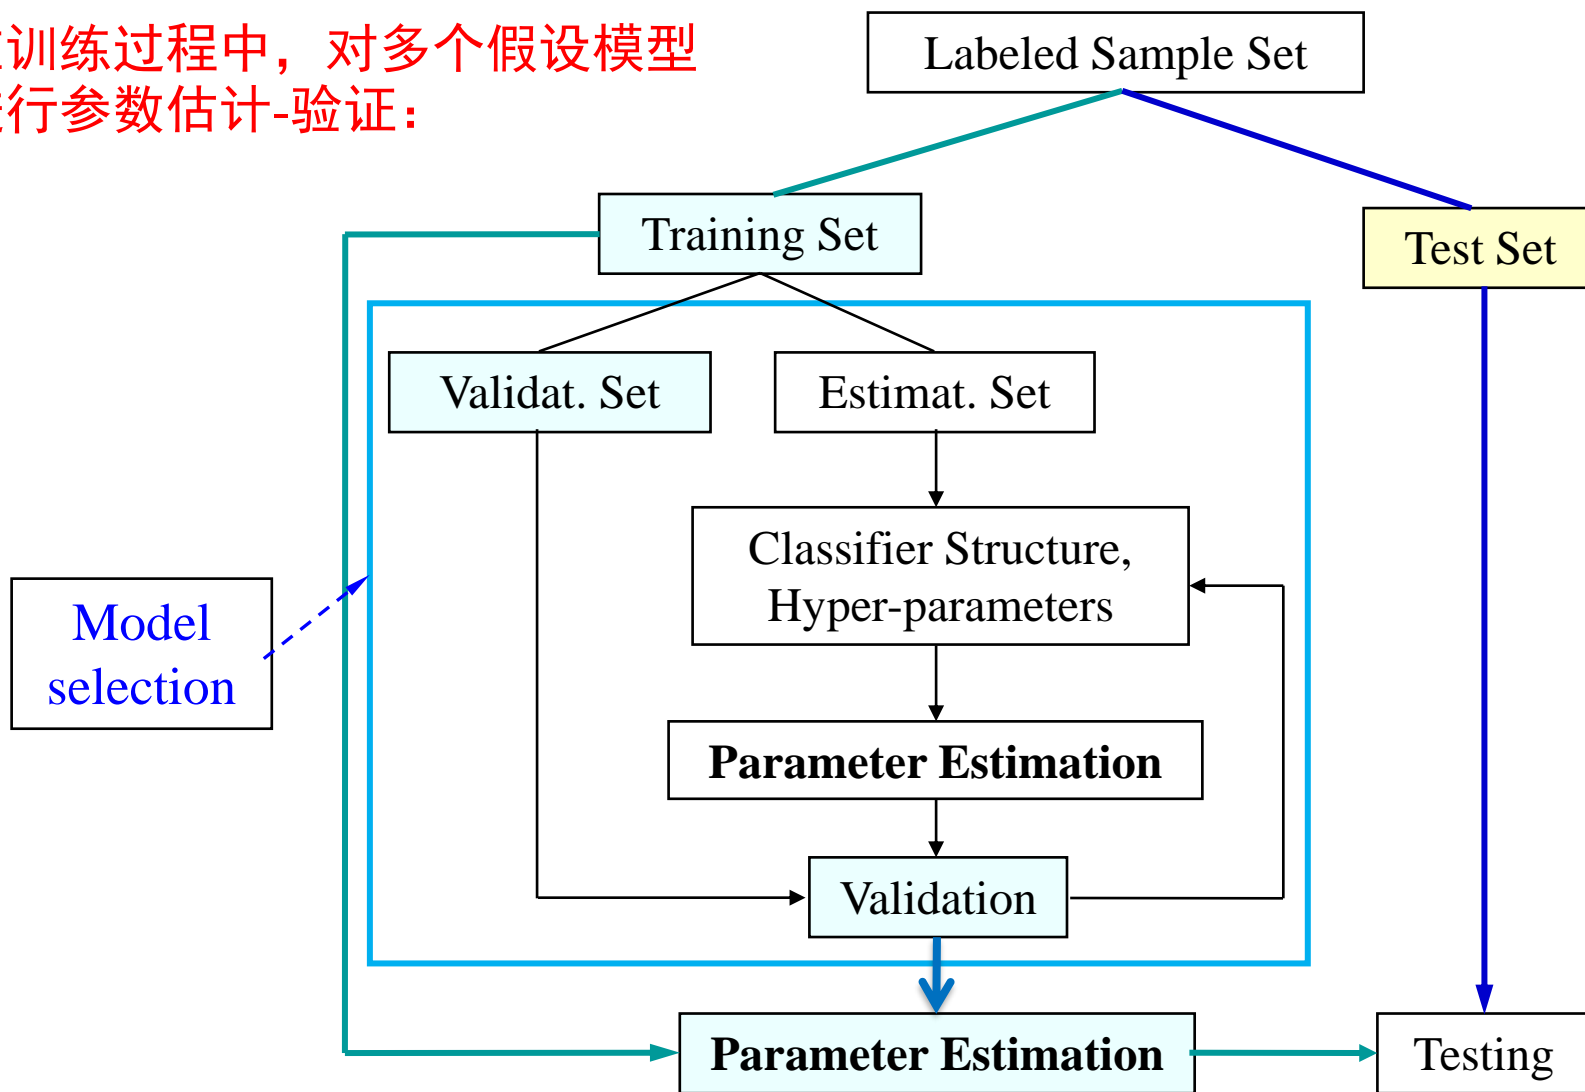 训练过程中，对多个假设模型
行参数估计-验证：
Labeled Sample Set
Training Set
Test Set
Validat. Set
Estimat. Set
Classifier Structure,
Hyper-parameters
Model
selection
Parameter Estimation
Validation
Parameter Estimation
Testing